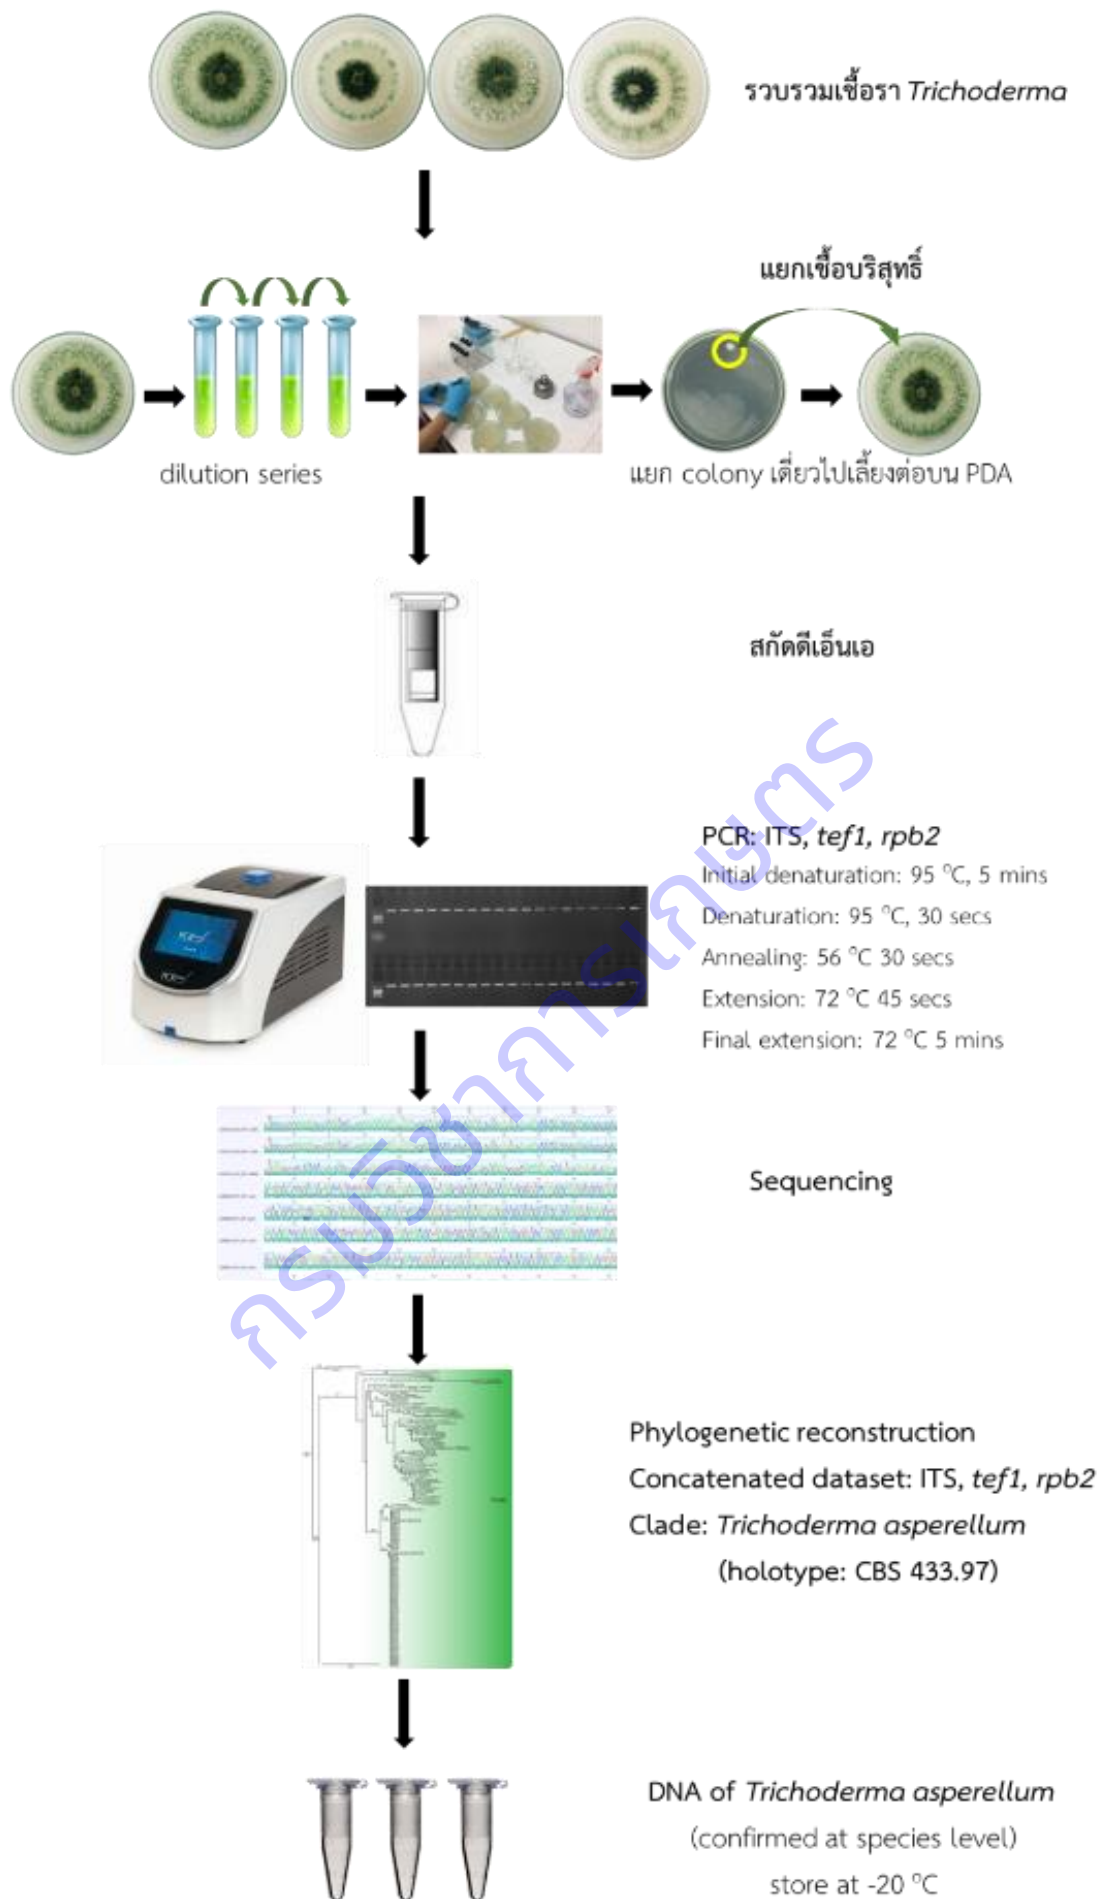 รวบรวมเชื้อรา Trichoderma
แยกเชื้อบริสุทธิ์
dilution series
แยก colony เดี่ยวไปเลี้ยงต่อบน PDA
สกัดดีเอ็นเอ
PCR: ITS, tef1, rpb2
Initial denaturation: 95 °C, 5 mins
Denaturation: 95 °C, 30 secs
Annealing: 56 °C 30 secs
Extension: 72 °C 45 secs
Final extension: 72 °C 5 mins
Sequencing
Phylogenetic reconstruction
Concatenated dataset: ITS, tef1, rpb2
Clade: Trichoderma asperellum
(holotype: CBS 433.97)
DNA of Trichoderma asperellum
(confirmed at species level)
store at -20 °C
กรมวิชาการเกษตร